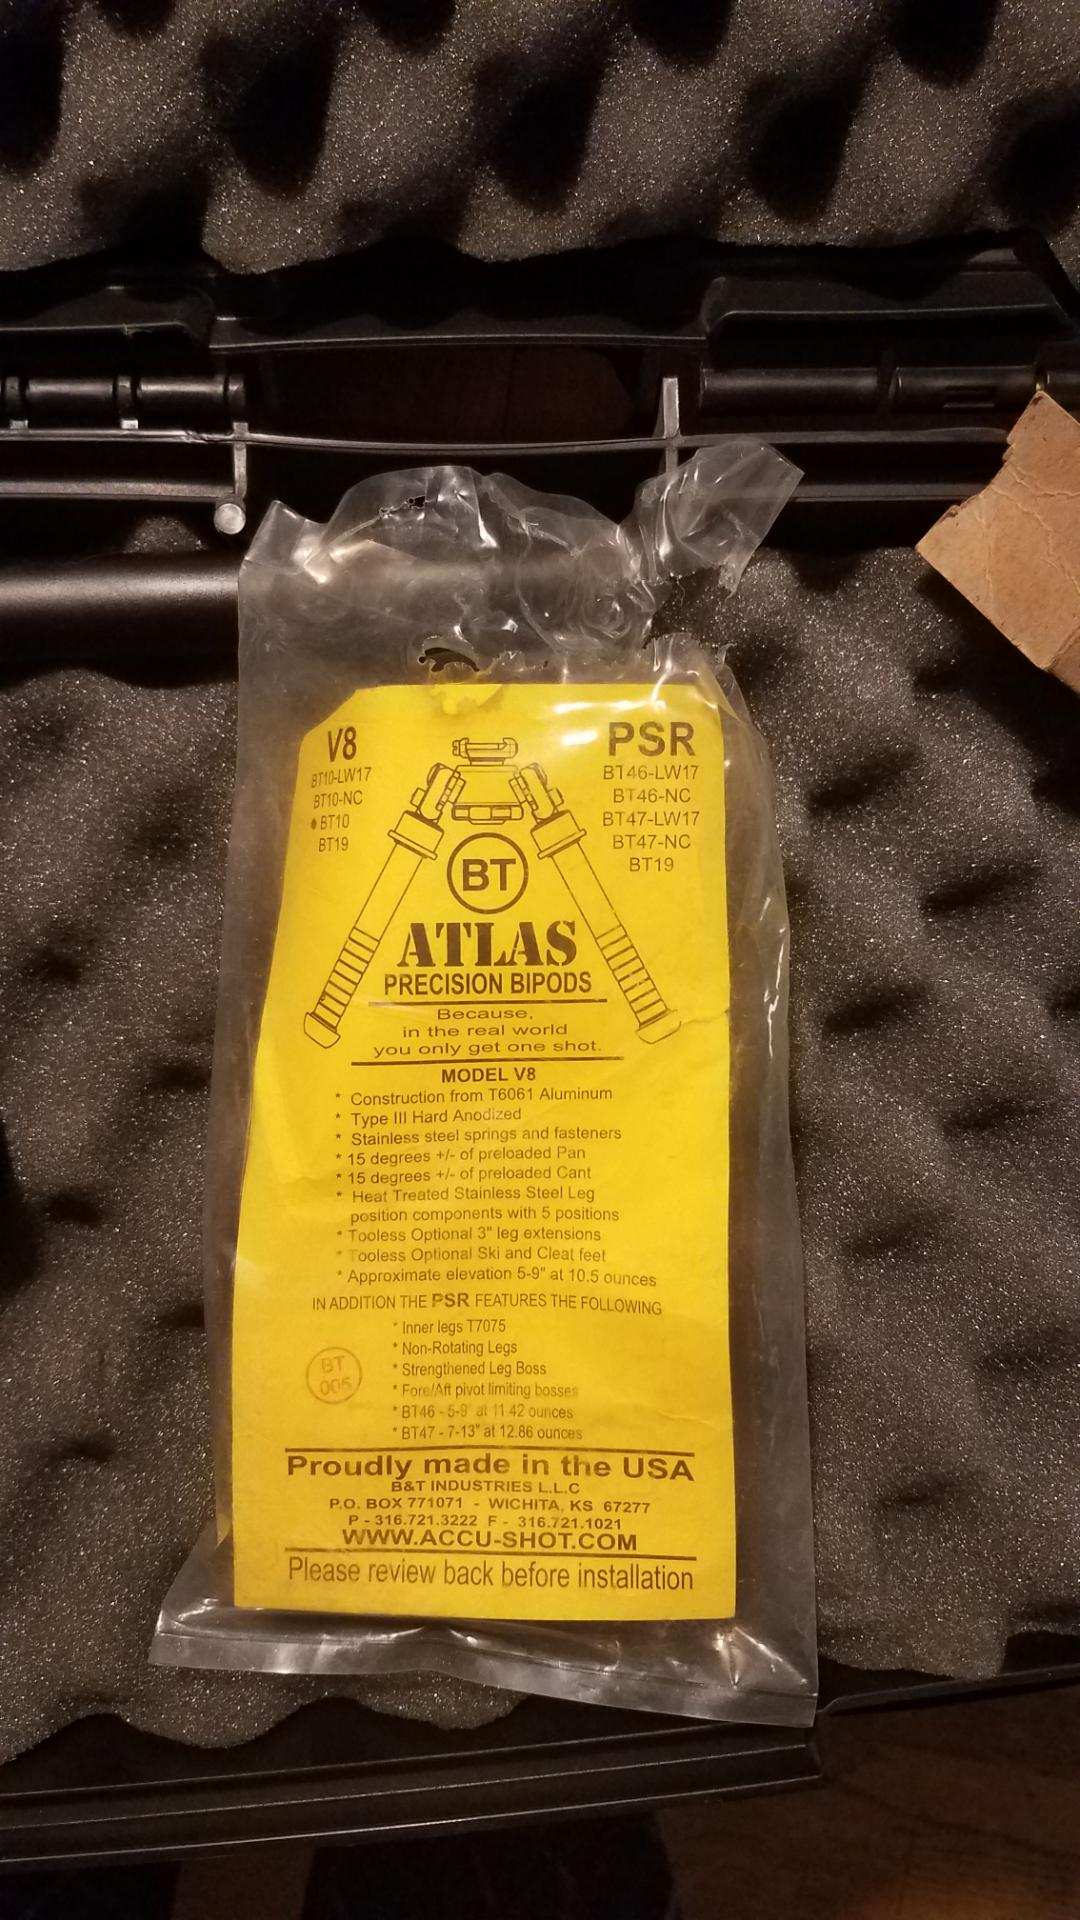 V8
BT10-LW17
BT10-NC
BT10
BT19
PSR
BT46-LW17
BT46-NC
BT47-LW17
BT47-NC
BT19
BT
ATLAS
PRECISION BIPODS
Because,
in the real world
you only get one shot.
MODEL V8
* Construction from T6061 Aluminum
* Type III Hard Anodized
* Stainless steel springs and fasteners
* 15 degrees +/- of preloaded Pan
* 15 degrees +/- of preloaded Cant
* Heat Treated Stainless Steel Leg
position components with 5 positions
* Tooless Optional 3" leg extensions
* Tooless Optional Ski and Cleat feet
* Approximate elevation 5-9" at 10.5 ounces
IN ADDITION THE PSR FEATURES THE FOLLOWING
* Inner legs T7075
* Non-Rotating Legs
* Strengthened Leg Boss
* Fore/Aft pivot limiting bosses
* BT46 - 5-9" at 11.42 ounces
* BT47 - 7-13" at 12.86 ounces
BT
005
Proudly made in the USA
B&T INDUSTRIES L.L.C
P.O. BOX 771071 - WICHITA, KS 67277
P - 316.721.3222 F - 316.721.1021
WWW.ACCU-SHOT.COM
Please review back before installation